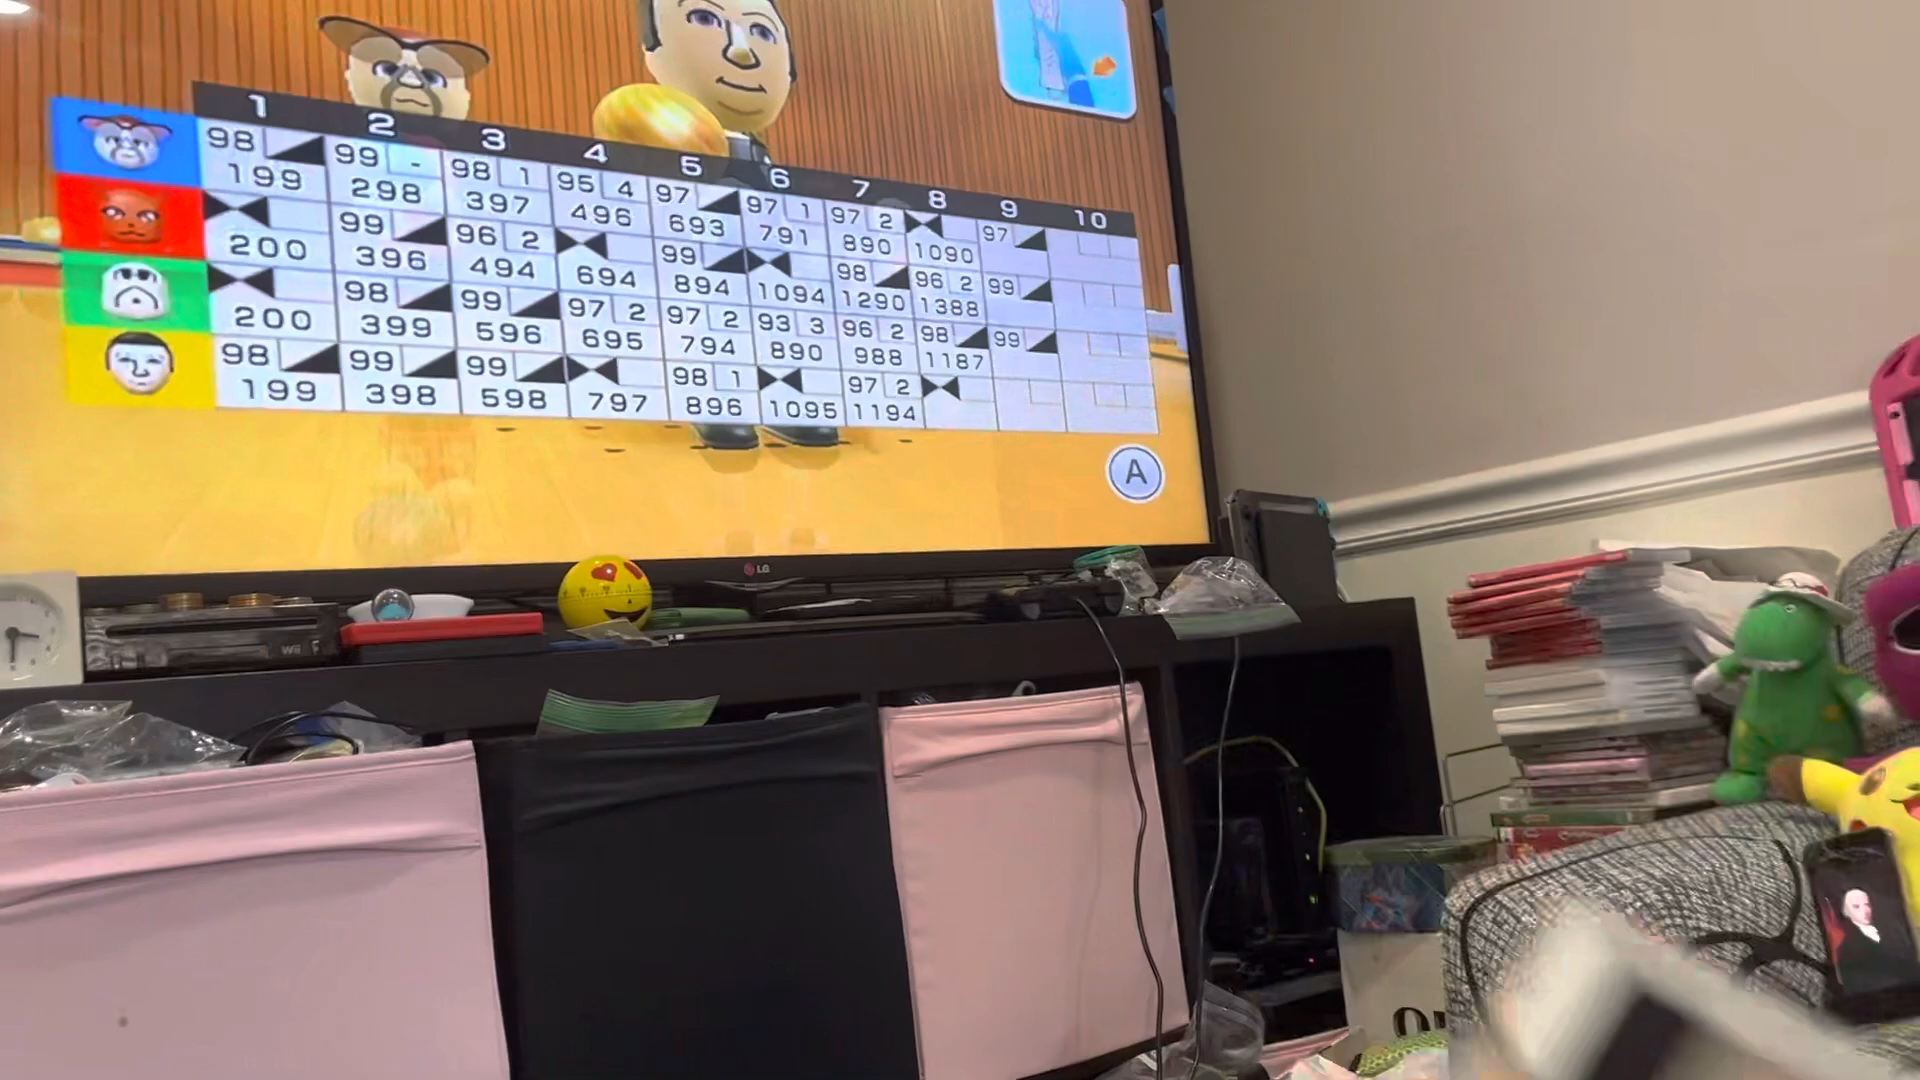 1 2 3 4 5 6 7 8 9 10
98 99 - 98 1 95 4 97 97 1 97 2 97
199 298 397 496 693 791 890 1090
99 96 2 99 98 96 2 99
200 396 494 694 894 1094 1290 1388
98 99 97 2 97 2 93 3 96 2 98 99
200 399 596 695 794 890 988 1187
98 99 99 98 1 97 2
199 398 598 797 896 1095 1194
A
LG
Wii